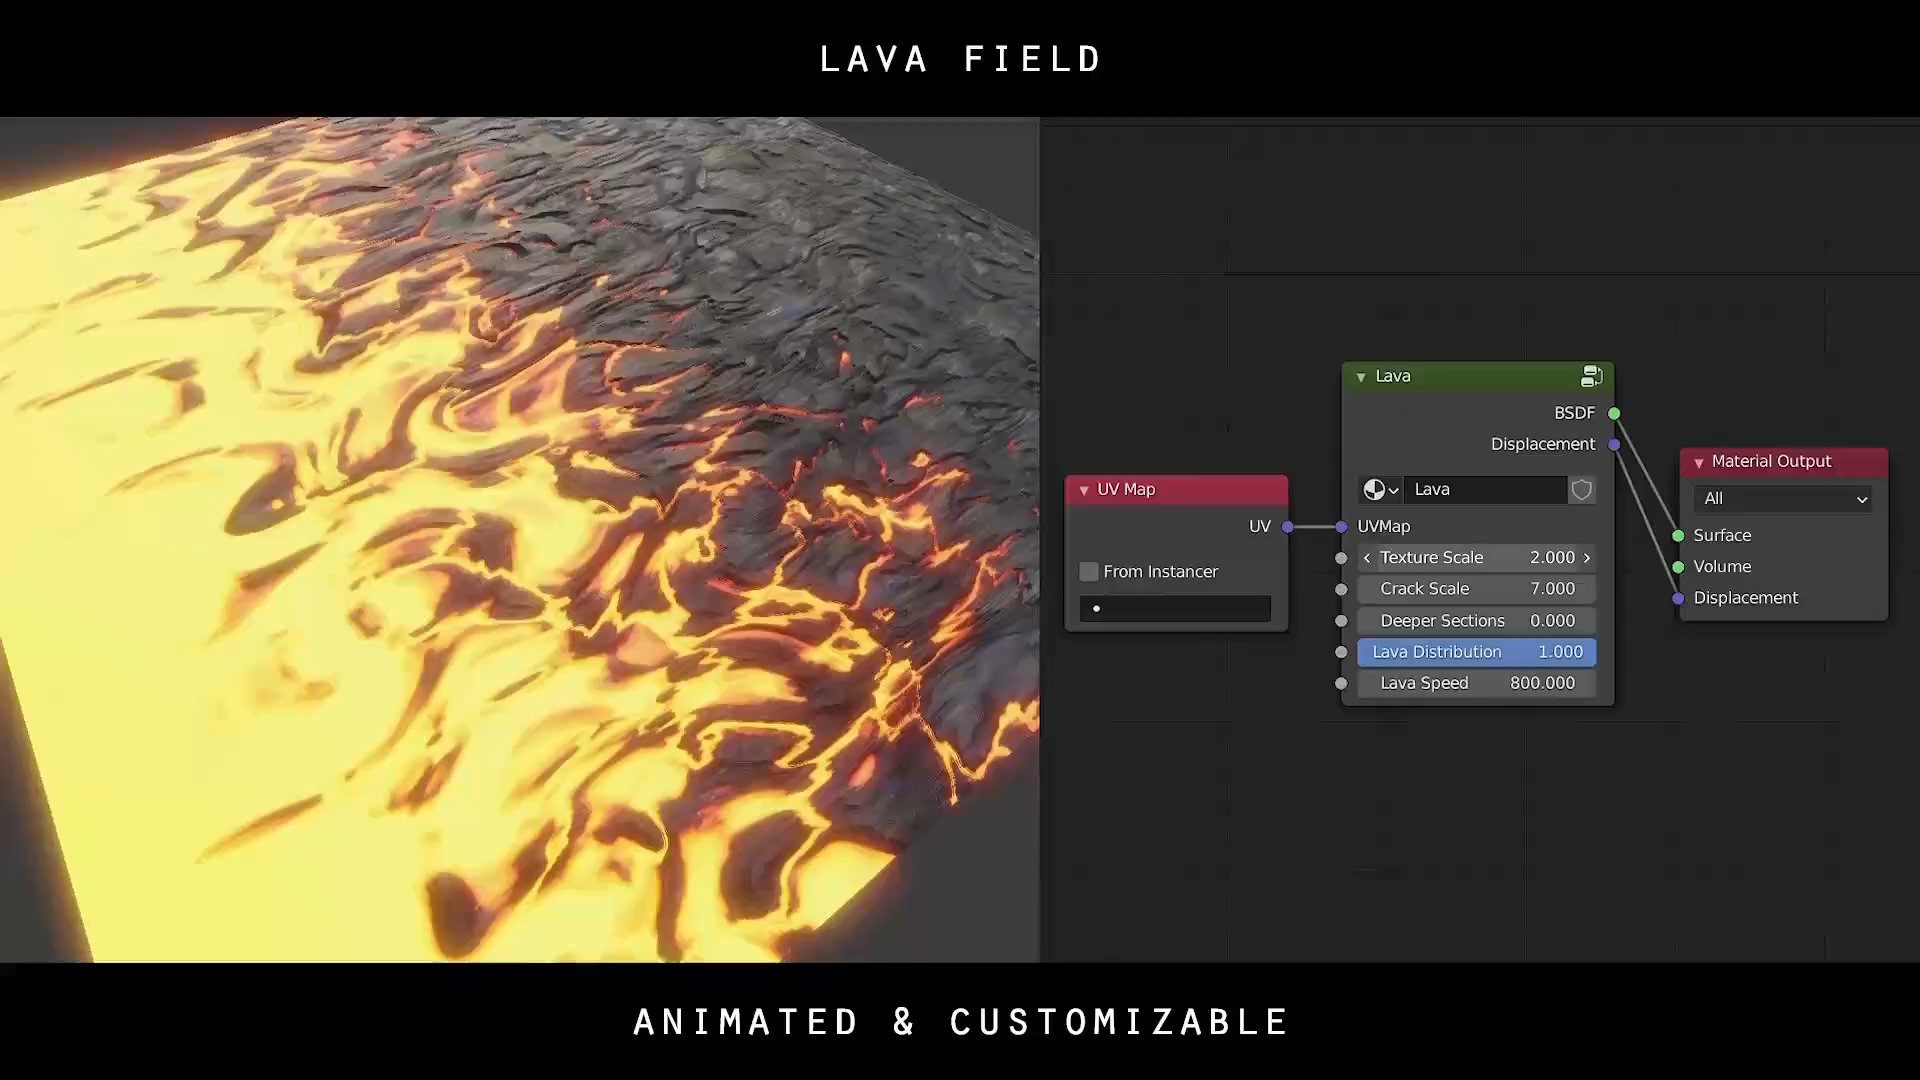 LAVA FIELD
UV Map
UV
From Instancer
Lava
BSDF
Displacement
Lava
UVMap
Texture Scale 2.000
Crack Scale 7.000
Deeper Sections 0.000
Lava Distribution 1.000
Lava Speed 800.000
Material Output
All
Surface
Volume
Displacement
ANIMATED & CUSTOMIZABLE